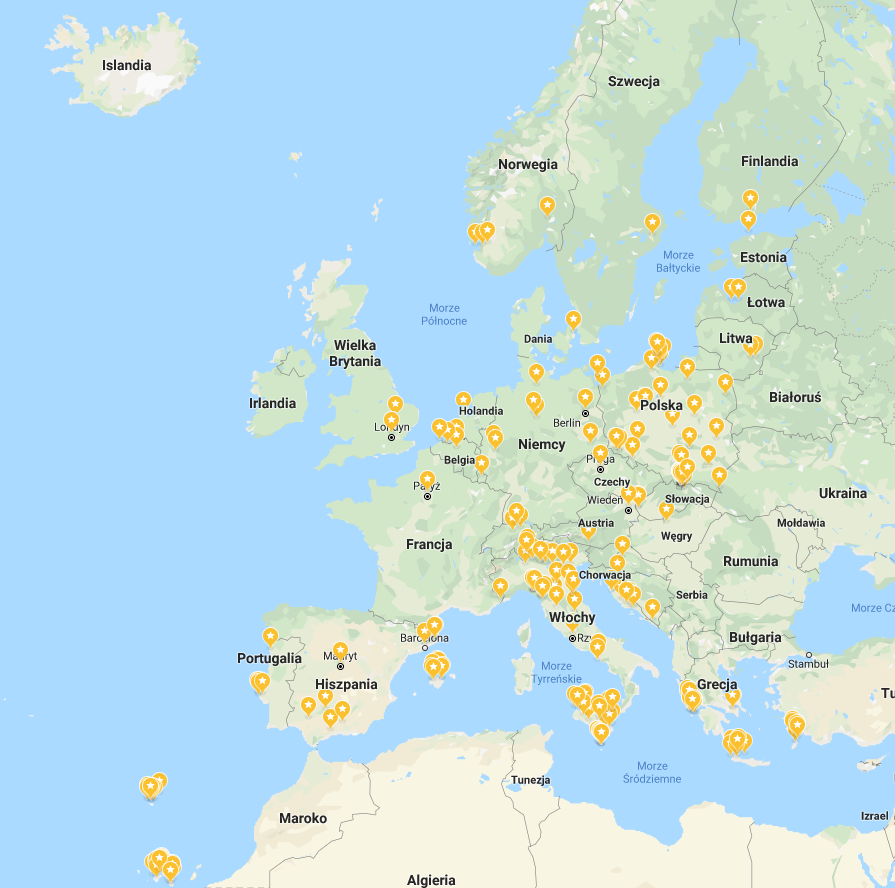 Islandia
Szwecja
Norwegia
Finlandia
Morze
Bałtyckie
Estonia
Łotwa
Morze
Północne
Wielka
Brytania
Dania
Litwa
Irlandia
Holandia
Polska
Białoruś
Londyn
Berlin
Niemcy
Belgia
Praga
Paryż
Czechy
Wiedeń
Słowacja
Ukraina
Austria
Mołdawia
Francja
Węgry
Rumunia
Chorwacja
Serbia
Morze Cz
Włochy
Barcelona
Rzy
Bułgaria
Portugalia
Madryt
Stambuł
Morze
Tyrreńskie
Hiszpania
Grecja
Tu
Morze
Śródziemne
Tunezja
Maroko
Izrael
Algieria